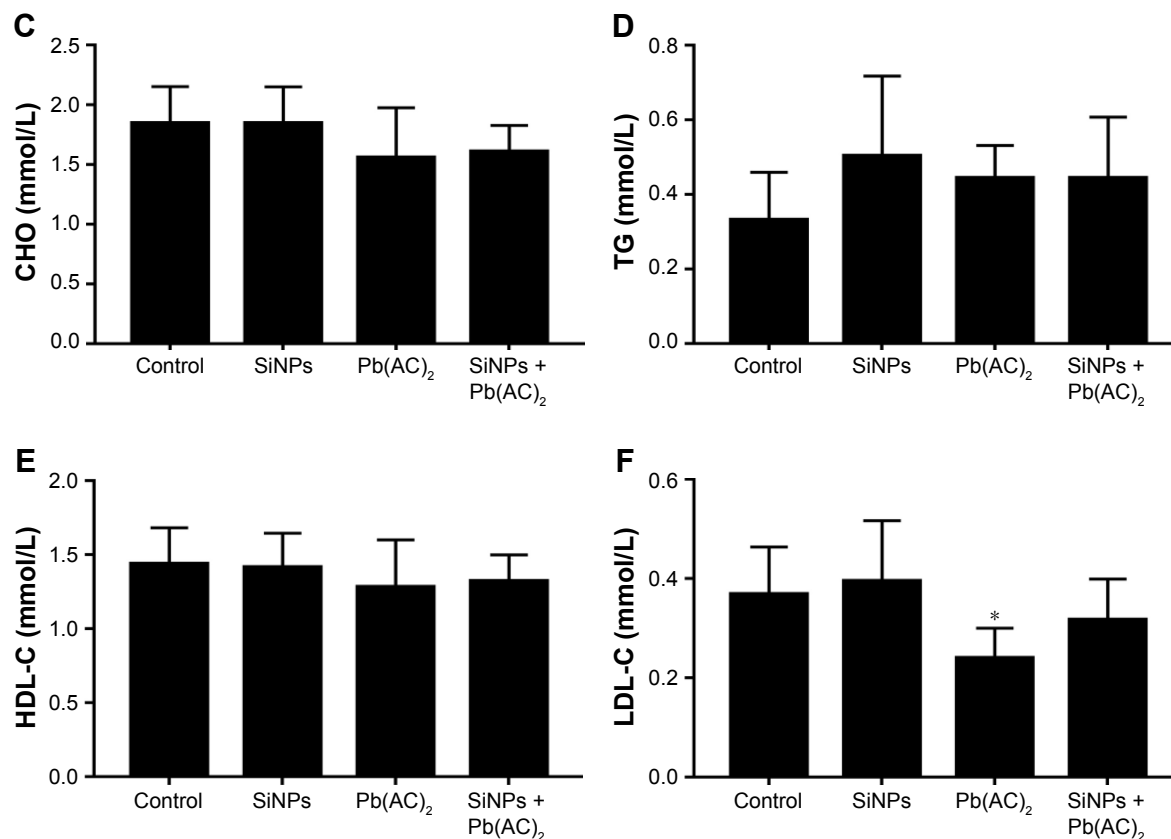 C
CHO (mmol/L)
2.5
2.0
1.5
1.0
0.5
0.0
Control SiNPs Pb(AC)₂ SiNPs +
Pb(AC)₂
D
TG (mmol/L)
0.8
0.6
0.4
0.2
0.0
Control SiNPs Pb(AC)₂ SiNPs +
Pb(AC)₂
E
HDL-C (mmol/L)
2.0
1.5
1.0
0.5
0.0
Control SiNPs Pb(AC)₂ SiNPs +
Pb(AC)₂
F
LDL-C (mmol/L)
0.6
0.4
0.2
0.0
*
Control SiNPs Pb(AC)₂ SiNPs +
Pb(AC)₂